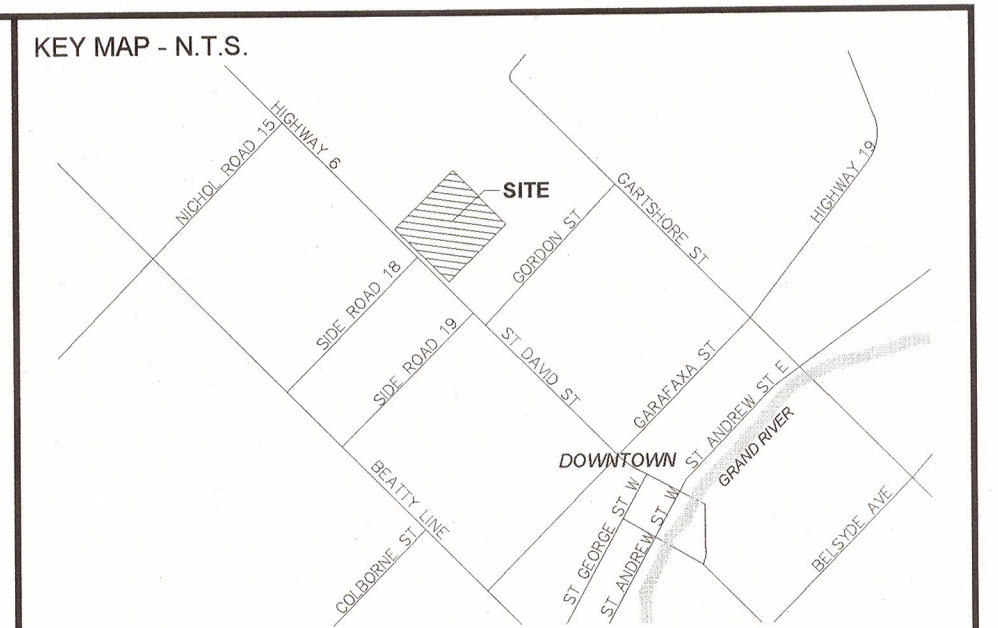 KEY MAP - N.T.S.
HIGHWAY 6
NICHOL ROAD 15
SITE
GARTSHORE ST
HIGHWAY 19
GORDON ST
SIDE ROAD 18
SIDE ROAD 19
ST DAVID ST
GARAFAXA ST
ST ANDREW ST E
GRAND RIVER
DOWNTOWN
BEATTY LINE
ST GEORGE ST W
ST ANDREW ST W
BELSYDE AVE
COLBORNE ST